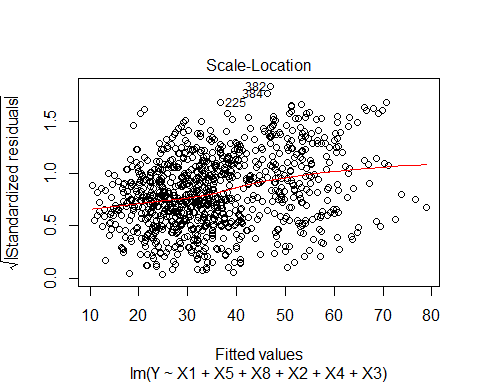 Scale-Location
√|Standardized residuals|
1.5
1.0
0.5
0.0
382
384
225
10 20 30 40 50 60 70 80
Fitted values
lm(Y ~ X1 + X5 + X8 + X2 + X4 + X3)